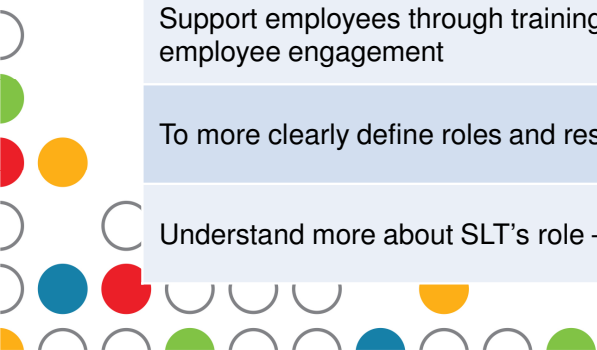 Support employees through training
employee engagement
To more clearly define roles and res
Understand more about SLT's role -